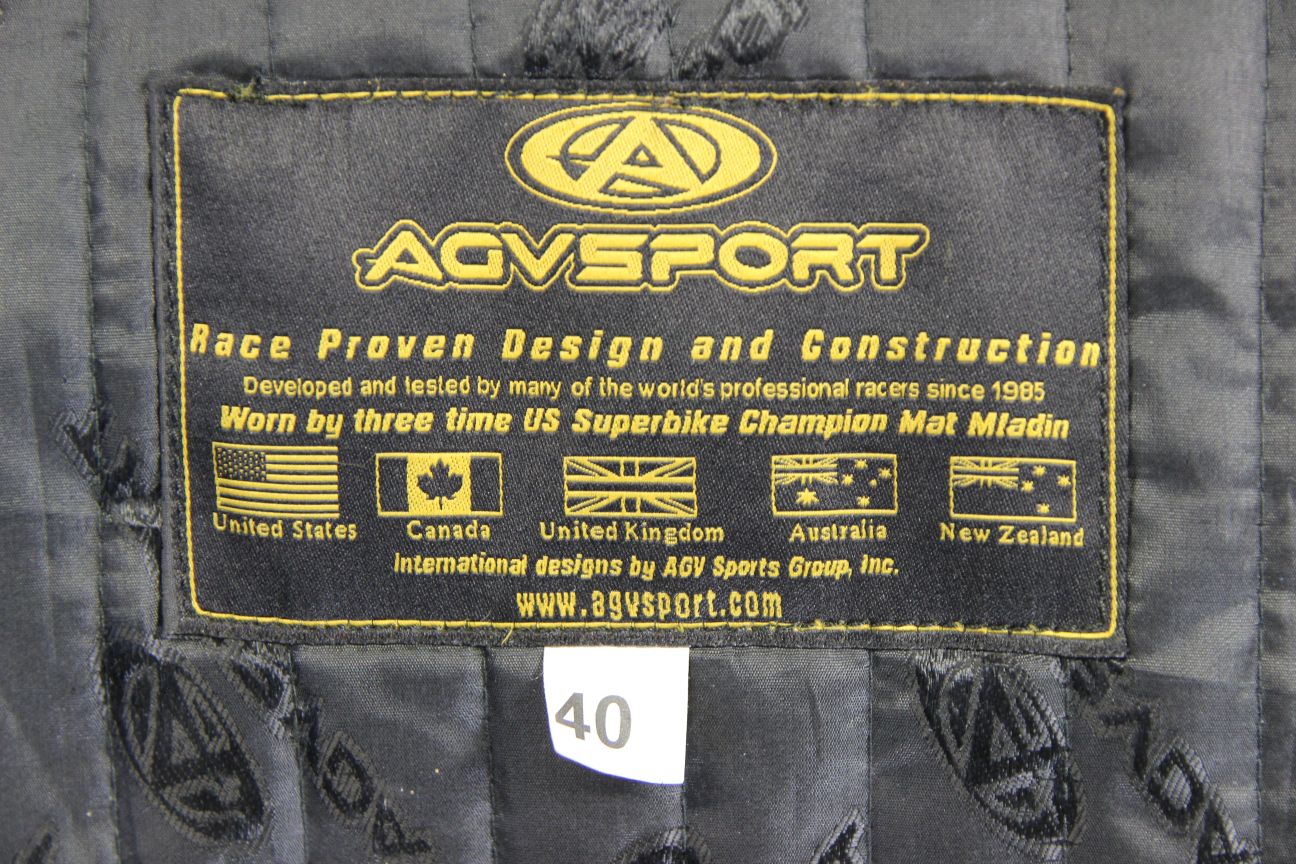 AGVSPORT
Race Proven Design and Construction
Developed and tested by many of the world's professional racers since 1985
Worn by three time US Superbike Champion Mat Mladin
United States Canada United Kingdom Australia New Zealand
International designs by AGV Sports Group, Inc.
www.agvsport.com
40